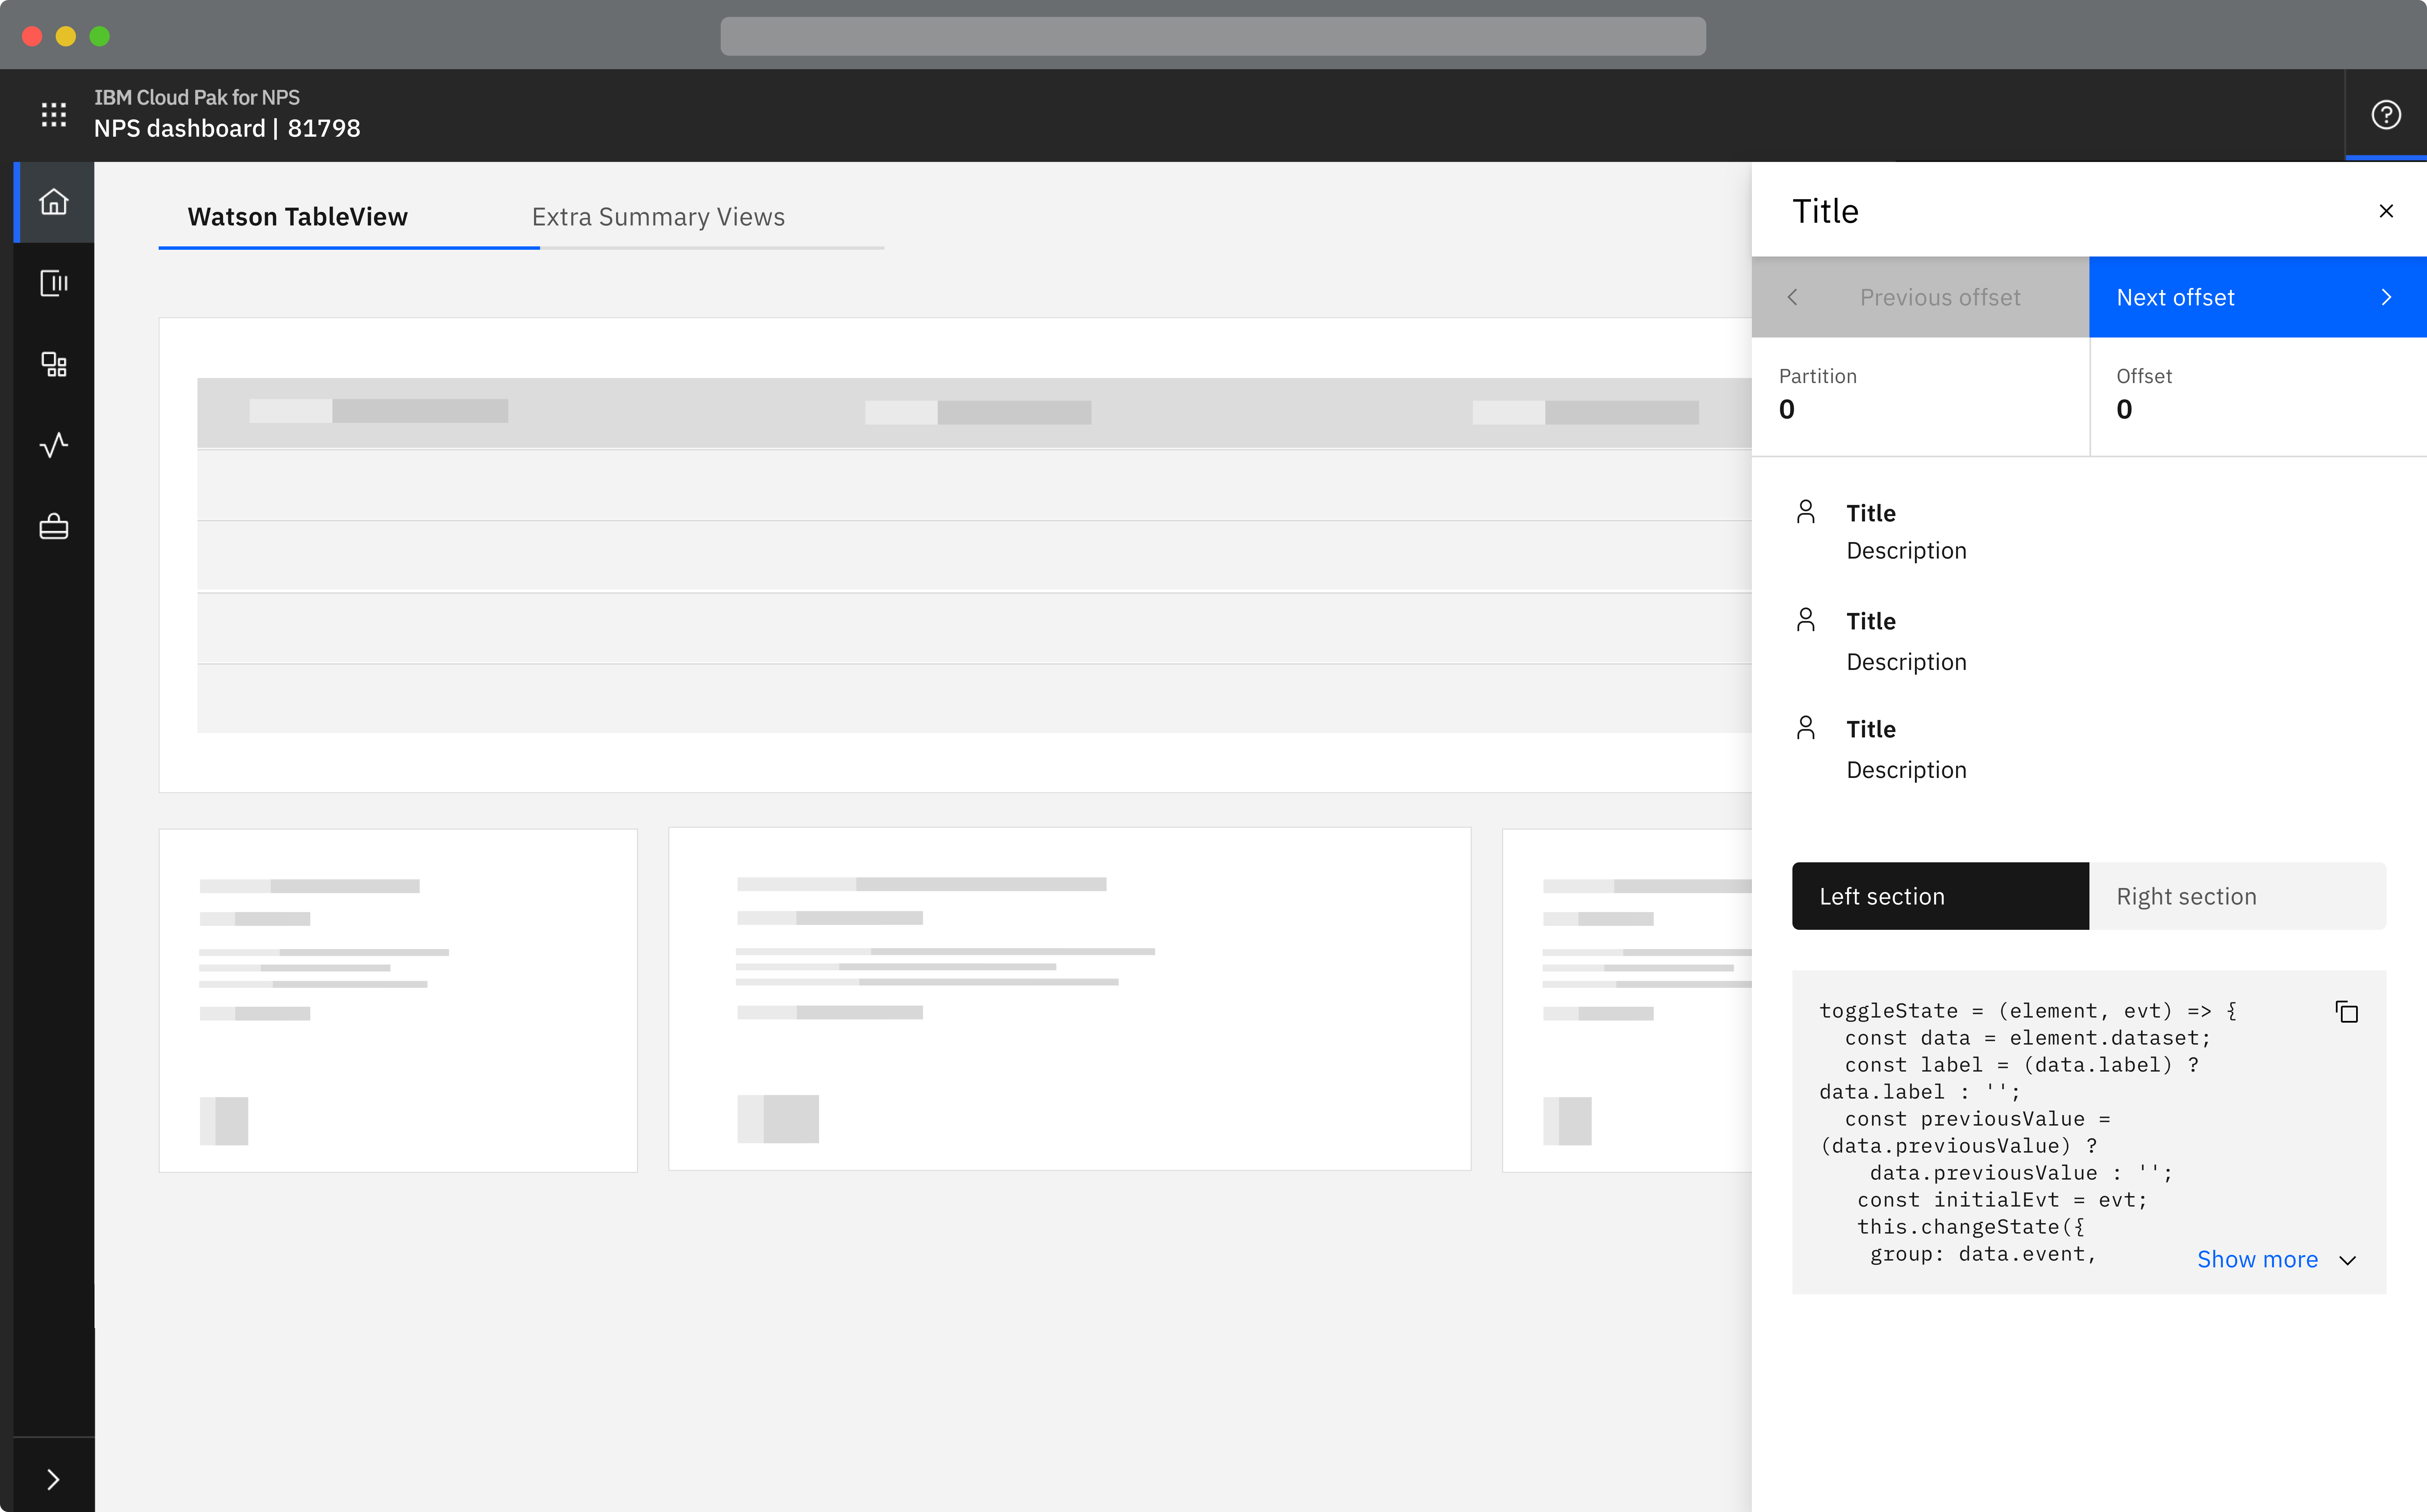 IBM Cloud Pak for NPS
NPS dashboard | 81798
Watson TableView
Extra Summary Views
Title
Previous offset
Next offset
Partition
0
Offset
0
Title
Description
Title
Description
Title
Description
Left section
Right section
toggleState = (element, evt) => {
  const data = element.dataset;
  const label = (data.label) ?
data.label : '';
  const previousValue =
(data.previousValue) ?
    data.previousValue : '';
   const initialEvt = evt;
   this.changeState({
    group: data.event,
Show more